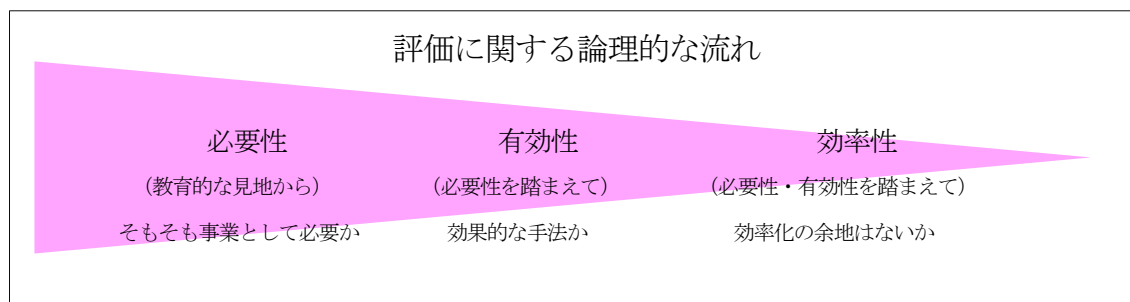 評価に関する論理的な流れ
必要性 有効性 効率性
（教育的な見地から） （必要性を踏まえて） （必要性・有効性を踏まえて）
そもそも事業として必要か 効果的な手法か 効率化の余地はないか